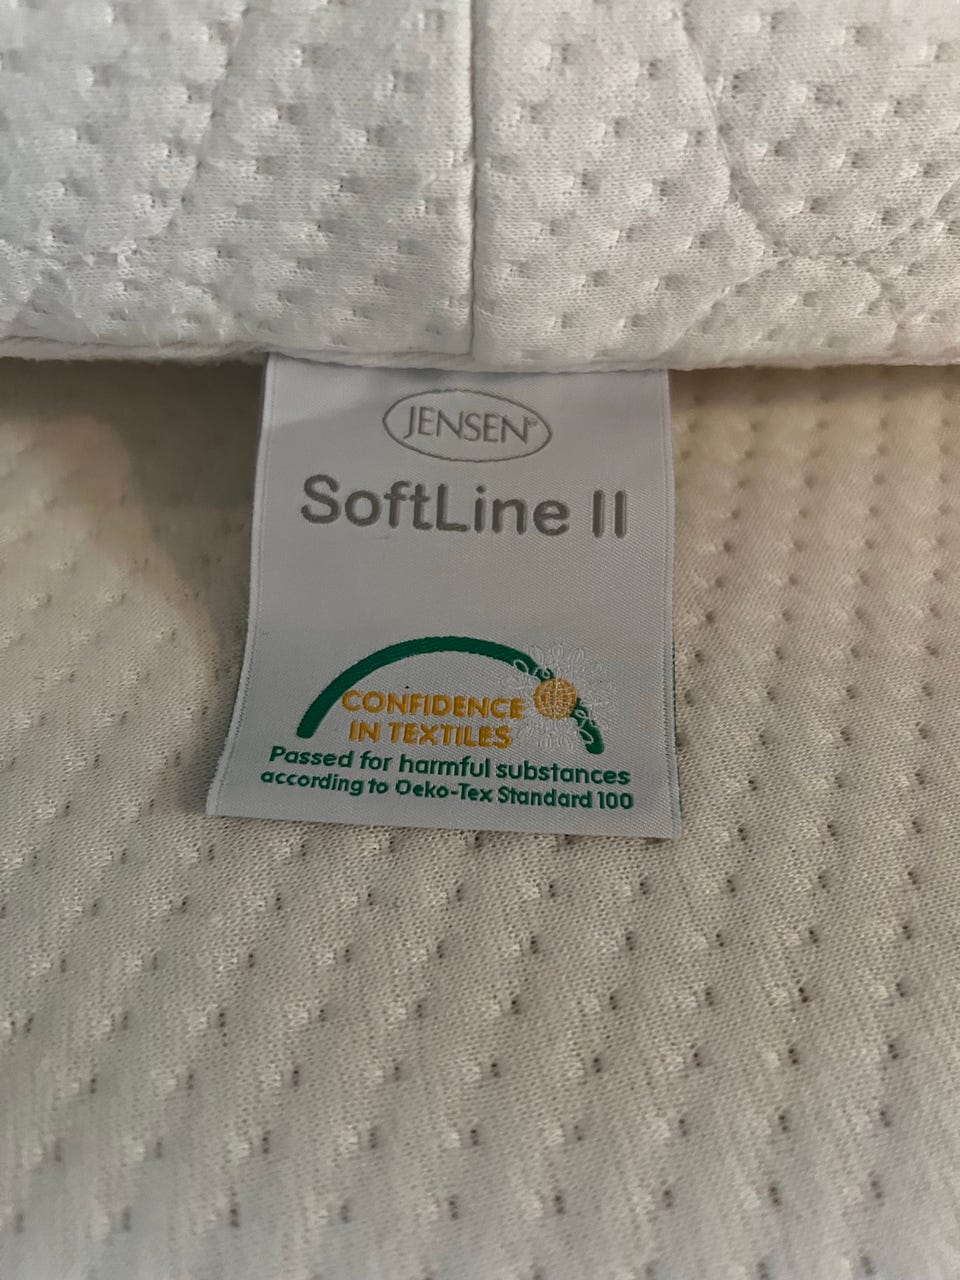 JENSEN®
SoftLine II
CONFIDENCE
IN TEXTILES
Passed for harmful substances
according to Oeko-Tex Standard 100